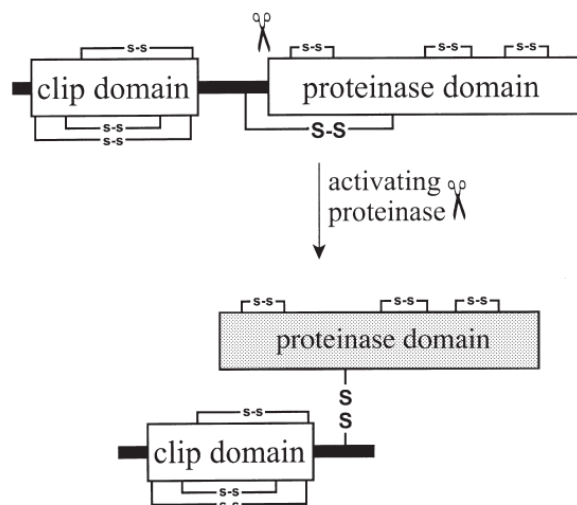 s-s
s-s s-s s-s
clip domain proteinase domain
s-s
s-s
S-S
activating
proteinase
s-s s-s s-s
proteinase domain
S
S
s-s
clip domain
s-s
s-s